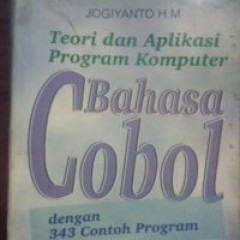 JOGIYANTO H.M
Teori dan Aplikasi
Program Komputer
Bahasa
Cobol
dengan
343 Contoh Program